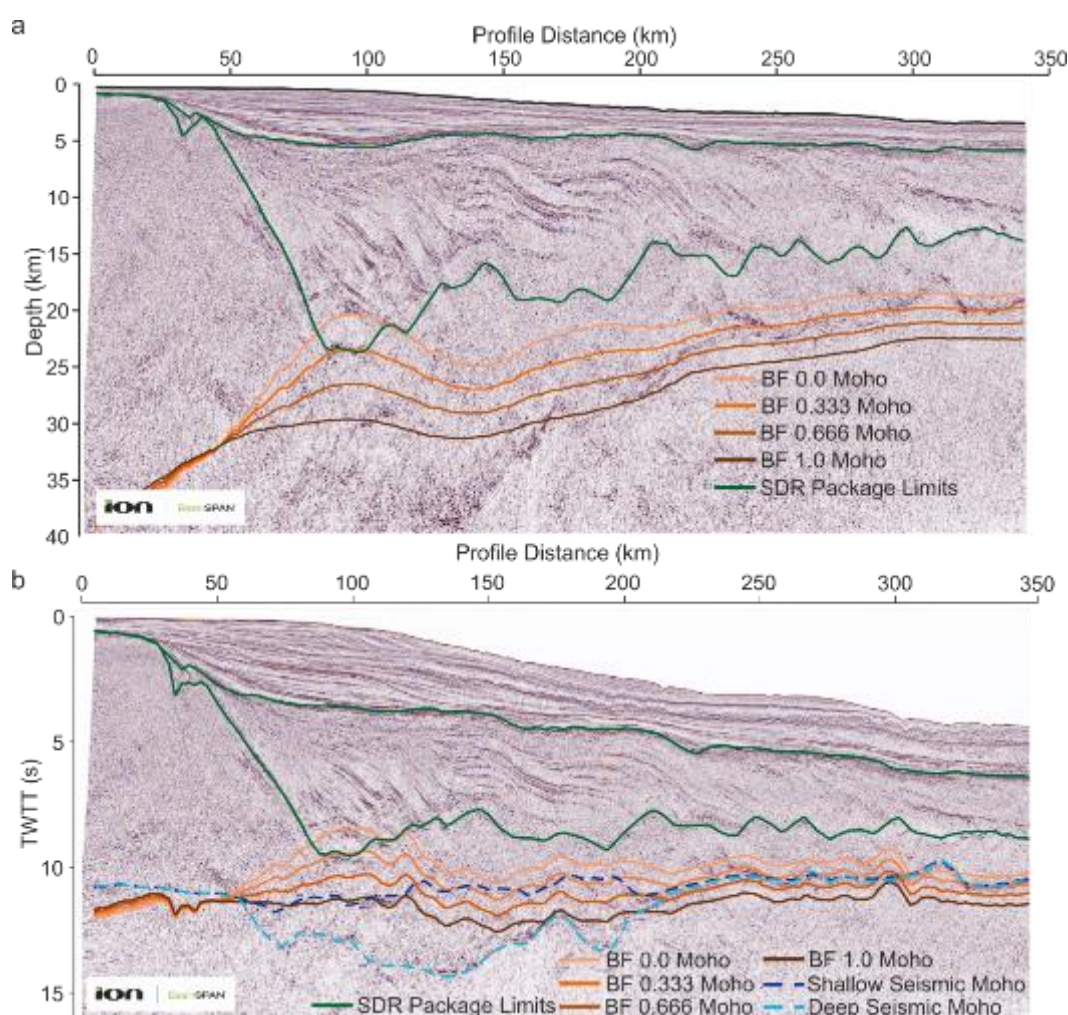 a
Profile Distance (km)
0 50 100 150 200 250 300 350
0
5
10
15
20
25
30
35
40
Depth (km)
BF 0.0 Moho
BF 0.333 Moho
BF 0.666 Moho
BF 1.0 Moho
SDR Package Limits
ion SPAN
b
Profile Distance (km)
0 50 100 150 200 250 300 350
0
5
10
15
TWTT (s)
BF 0.0 Moho BF 1.0 Moho
BF 0.333 Moho Shallow Seismic Moho
SDR Package Limits BF 0.666 Moho Deep Seismic Moho
ion SPAN